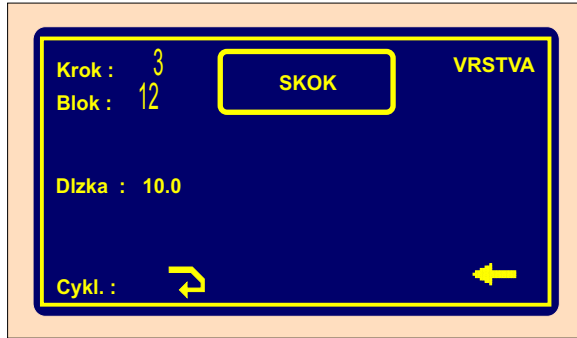 Krok : 3
SKOK
VRSTVA
Blok : 12
Dlzka : 10.0
Cykl. :